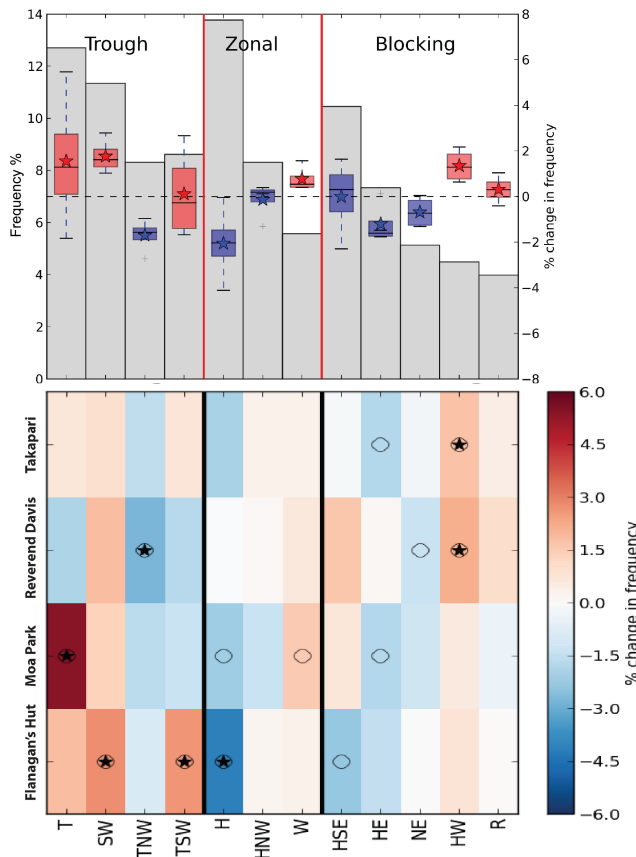 Trough Zonal Blocking
Frequency %
14
12
10
8
6
4
2
0
8
6
4
2
0
−2
−4
−6
−8
% change in frequency
Takapari
Reverend Davis
Moa Park
Flanagan's Hut
T SW TNW TSW H HNW W HSE HE NE HW R
6.0
4.5
3.0
1.5
0.0
−1.5
−3.0
−4.5
−6.0
% change in frequency